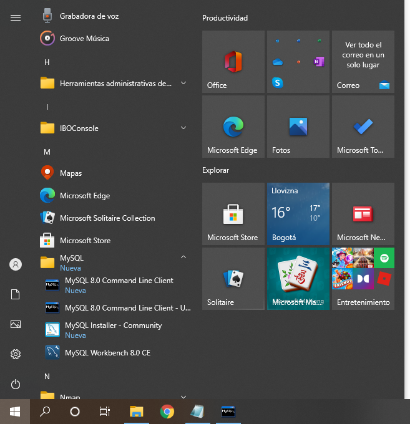 Grabadora de voz
Groove Música
H
Herramientas administrativas de...
I
IBOConsole
M
Mapas
Microsoft Edge
Microsoft Solitaire Collection
Microsoft Store
MySQL
Nueva
MySQL 8.0 Command Line Client
Nueva
MySQL 8.0 Command Line Client - U...
MySQL Installer - Community
Nueva
MySQL Workbench 8.0 CE
N
Nmap
Productividad
Office
Ver todo el
correo en un
solo lugar
Correo
Microsoft Edge
Fotos
Microsoft To...
Explorar
Microsoft Store
Llovizna
16°
17°
10°
Bogotá
Microsoft Ne...
Solitaire
Microsoft Ma...
Entretenimiento